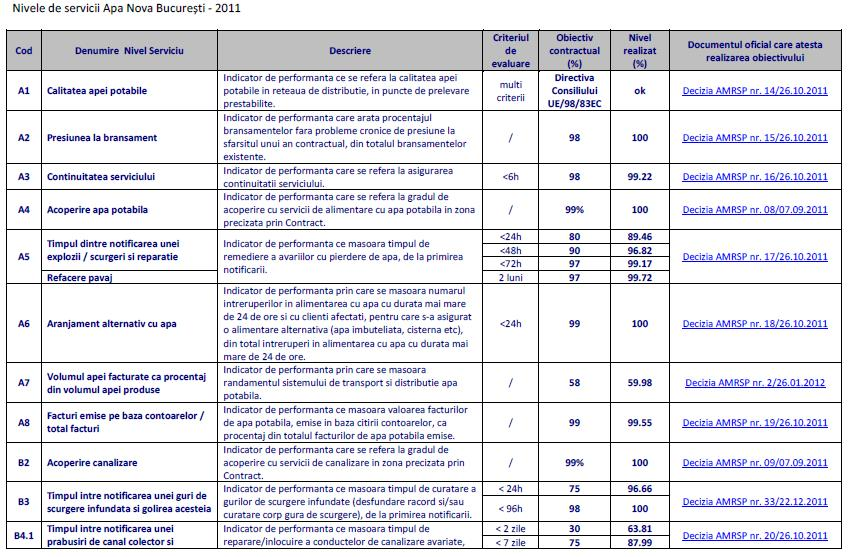 Nivele de servicii Apa Nova București - 2011
Cod
Denumire Nivel Serviciu
Descriere
Criteriul
de
evaluare
Obiectiv
contractual
(%)
Nivel
realizat
(%)
Documentul oficial care atesta
realizarea obiectivului
A1
Calitatea apei potabile
Indicator de performanta ce se refera la calitatea apei
potabile in reteaua de distributie, in puncte de prelevare
prestabilite.
multi
criterii
Directiva
Consiliului
UE/98/83EC
ok
Decizia AMRSP nr. 14/26.10.2011
A2
Presiunea la bransament
Indicator de performanta care arata procentajul
bransamentelor fara probleme cronice de presiune la
sfarsitul unui an contractual, din totalul bransamentelor
existente.
/
98
100
Decizia AMRSP nr. 15/26.10.2011
A3
Continuitatea serviciului
Indicator de performanta care se refera la asigurarea
continuitatii serviciului.
<6h
98
99.22
Decizia AMRSP nr. 16/26.10.2011
A4
Acoperire apa potabila
Indicator de performanta care se refera la gradul de
acoperire cu servicii de alimentare cu apa potabila in zona
precizata prin Contract.
/
99%
100
Decizia AMRSP nr. 08/07.09.2011
A5
Timpul dintre notificarea unei
explozii / scurgeri si reparatie
Refacere pavaj
Indicator de performanta ce masoara timpul de
remediere a avariilor cu pierdere de apa, de la primirea
notificarii.
<24h
80
89.46
<48h
90
96.82
<72h
97
99.17
2 luni
97
99.72
Decizia AMRSP nr. 17/26.10.2011
A6
Aranjament alternativ cu apa
Indicator de performanta prin care se masoara numarul
intreruperilor in alimentarea cu apa cu durata mai mare
de 24 de ore si cu clienti afectati, pentru care s-a asigurat
o alimentare alternativa (apa imbuteliata, cisterna etc),
din total intreruperi in alimentarea cu apa cu durata mai
mare de 24 de ore.
<24h
99
100
Decizia AMRSP nr. 18/26.10.2011
A7
Volumul apei facturate ca procentaj
din volumul apei produse
Indicator de performanta prin care se masoara
randamentul sistemului de transport si distributie apa
potabila.
/
58
59.98
Decizia AMRSP nr. 2/26.01.2012
A8
Facturi emise pe baza contoarelor /
total facturi
Indicator de performanta ce masoara valoarea facturilor
de apa potabila, emise in baza citirii contoarelor, ca
procentaj din totalul facturilor de apa potabila emise.
/
99
99.55
Decizia AMRSP nr. 19/26.10.2011
B2
Acoperire canalizare
Indicator de performanta care se refera la gradul de
acoperire cu servicii de canalizare in zona precizata prin
Contract.
/
99%
100
Decizia AMRSP nr. 09/07.09.2011
B3
Timpul intre notificarea unei guri de
scurgere infundata si golirea acesteia
Indicator de performanta ce masoara timpul de curatare a
gurilor de scurgere infundate (desfundare racord si/sau
curatare corp gura de scurgere), de la primirea notificarii.
< 24h
75
96.66
< 96h
98
100
Decizia AMRSP nr. 33/22.12.2011
B4.1
Timpul intre notificarea unei
prabusiri de canal colector si
Indicator de performanta ce masoara timpul de
reparare/inlocuire a conductelor de canalizare avariate,
< 2 zile
30
63.81
< 7 zile
75
87.99
Decizia AMRSP nr. 20/26.10.2011